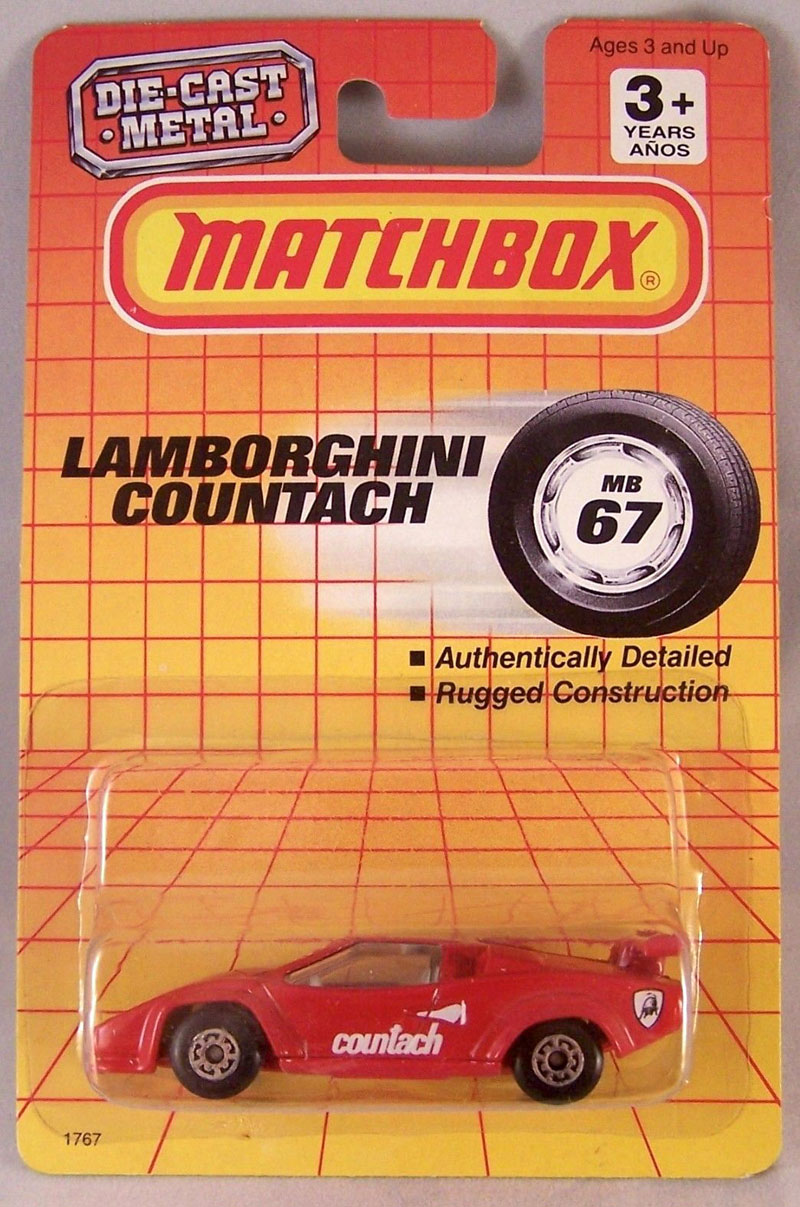 Ages 3 and Up
DIE-CAST
• METAL •
3+
YEARS
AÑOS
MATCHBOX®
LAMBORGHINI
COUNTACH
MB
67
■ Authentically Detailed
■ Rugged Construction
countach
1767